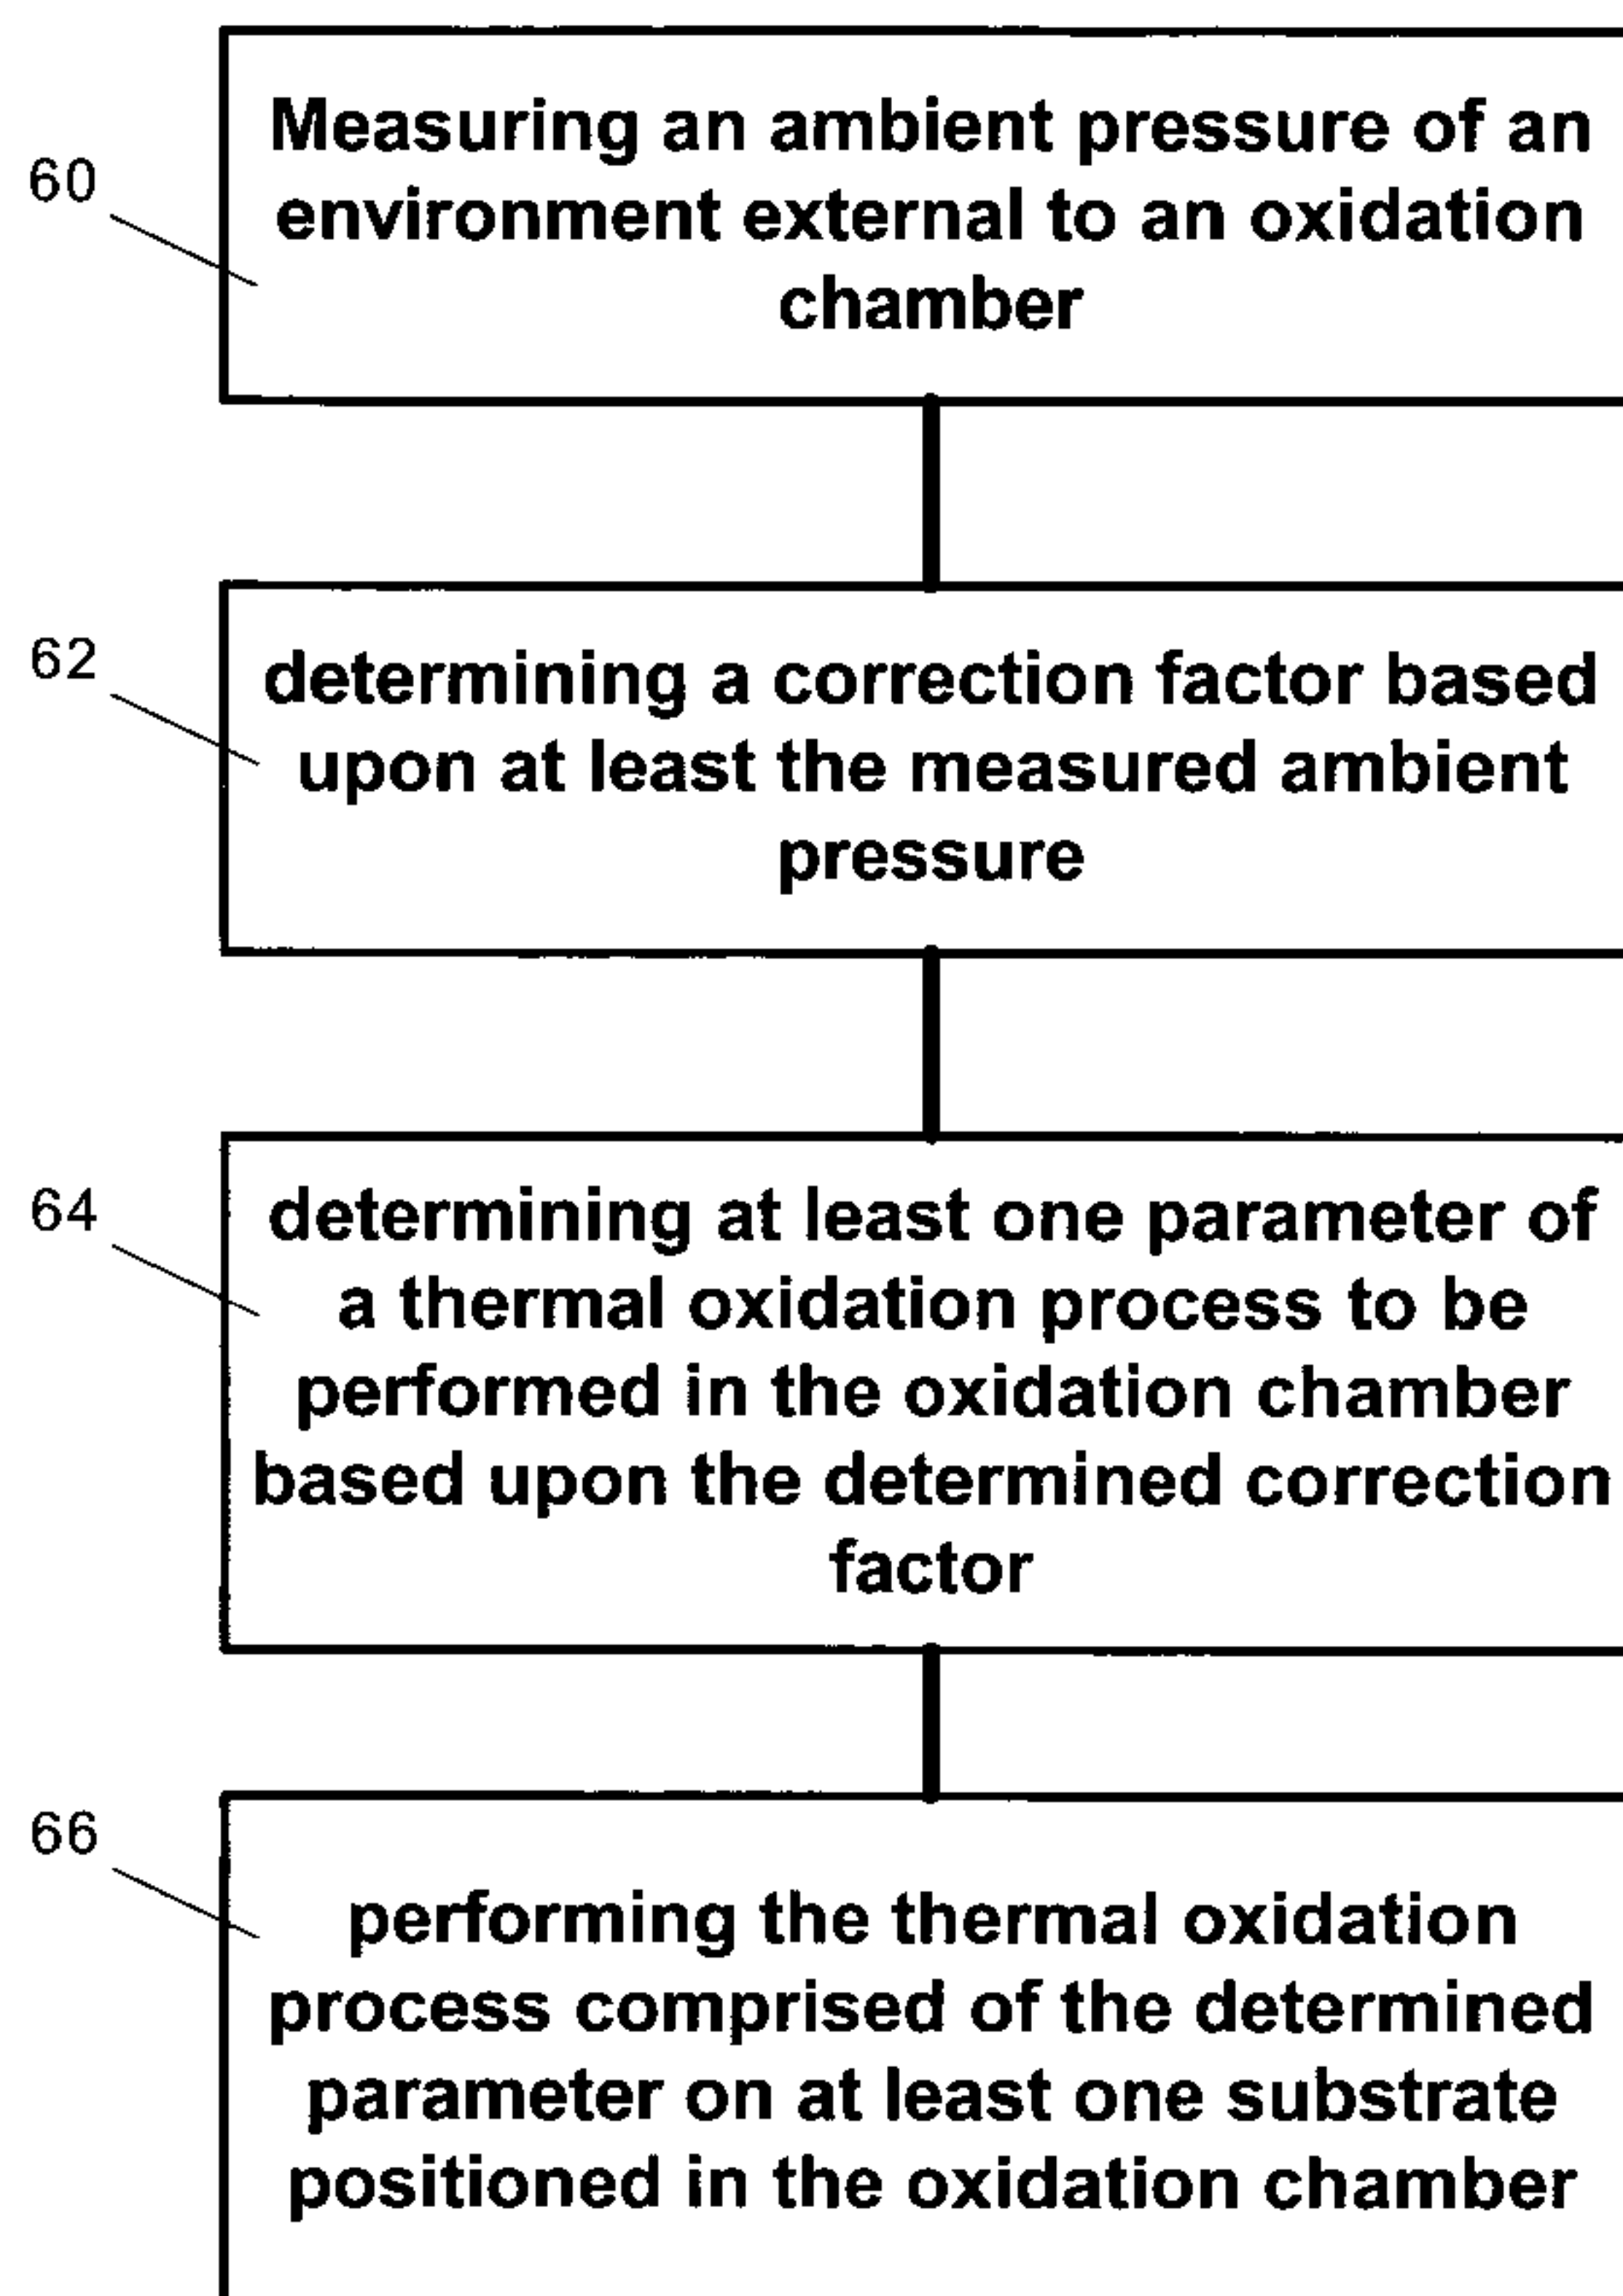 60
Measuring an ambient pressure of an
environment external to an oxidation
chamber
62
determining a correction factor based
upon at least the measured ambient
pressure
64
determining at least one parameter of
a thermal oxidation process to be
performed in the oxidation chamber
based upon the determined correction
factor
66
performing the thermal oxidation
process comprised of the determined
parameter on at least one substrate
positioned in the oxidation chamber